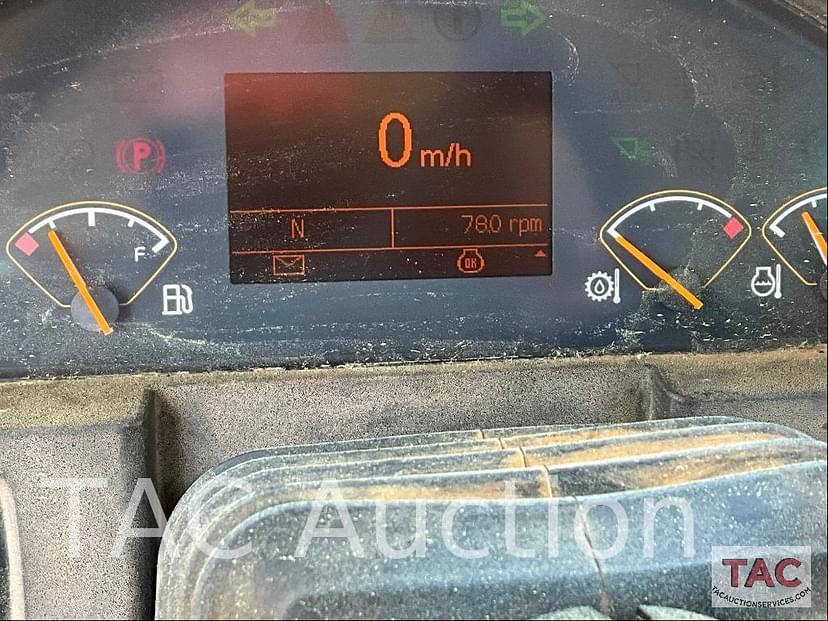 0 m/h
P
N 780 rpm
F
OK
TAC Auction
TAC
TACAUCTIONSERVICES.COM